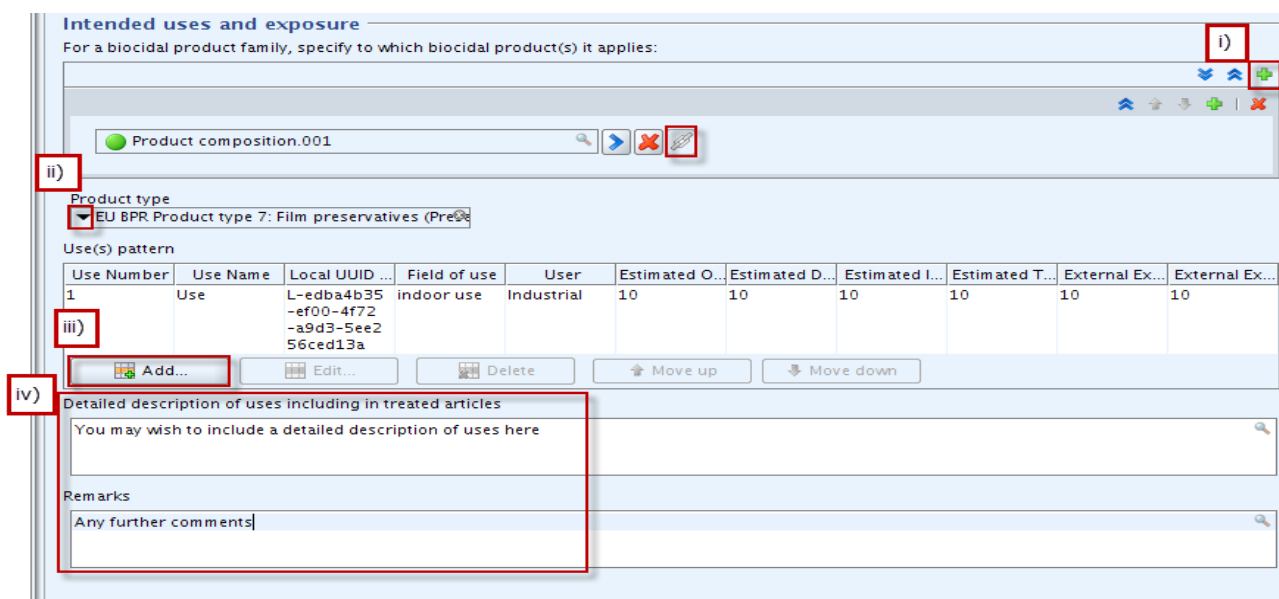 Intended uses and exposure
For a biocidal product family, specify to which biocidal product(s) it applies:
i)
Product composition.001
ii)
Product type
EU BPR Product type 7: Film preservatives (Prese
Use(s) pattern
Use Number Use Name Local UUID ... Field of use User Estimated O... Estimated D... Estimated I... Estimated T... External Ex... External Ex...
1 Use L-edba4b35 indoor use Industrial 10 10 10 10 10 10
-ef00-4f72
-a9d3-5ee2
56ced13a
iii)
Add... Edit... Delete Move up Move down
iv)
Detailed description of uses including in treated articles
You may wish to include a detailed description of uses here
Remarks
Any further comments